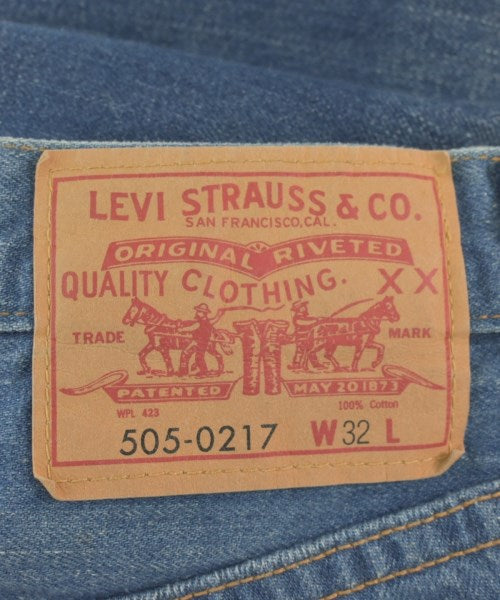 LEVI STRAUSS & CO.
SAN FRANCISCO, CAL.
ORIGINAL RIVETED
QUALITY CLOTHING. XX
TRADE MARK
PATENTED MAY 20 1873
WPL 423 100% Cotton
505-0217 W 32 L